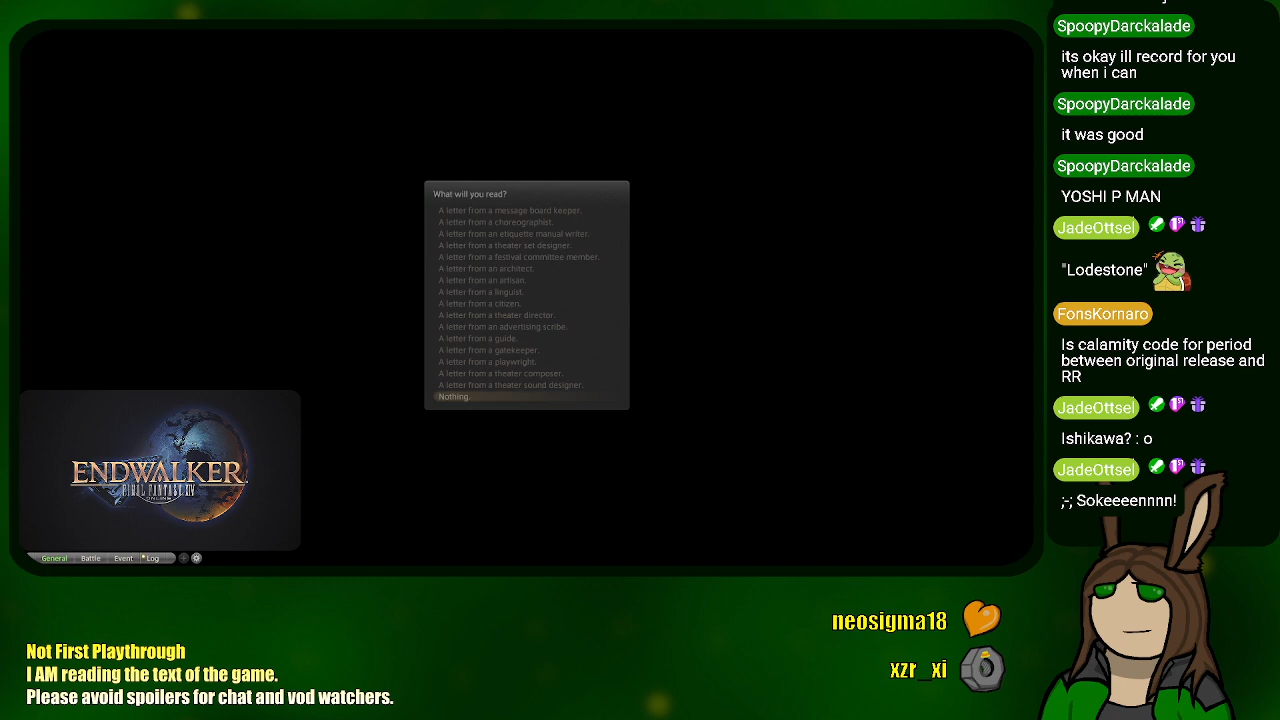 SpoopyDarckalade
its okay ill record for you
when i can
SpoopyDarckalade
it was good
SpoopyDarckalade
YOSHI P MAN
JadeOttsel
"Lodestone"
FonsKornaro
Is calamity code for period
between original release and
RR
JadeOttsel
Ishikawa? : o
JadeOttsel
;-; Sokeeeennnn!
What will you read?
A letter from a message board keeper.
A letter from a choreographist.
A letter from an etiquette manual writer.
A letter from a theater set designer.
A letter from a festival committee member.
A letter from an architect.
A letter from an artisan.
A letter from a linguist.
A letter from a citizen.
A letter from a theater director.
A letter from an advertising scribe.
A letter from a guide.
A letter from a gatekeeper.
A letter from a playwright.
A letter from a theater composer.
A letter from a theater sound designer.
Nothing.
ENDWALKER
FINAL FANTASY XIV
ONLINE
General Battle Event Log
neosigma18
xzr_xi
Not First Playthrough
I AM reading the text of the game.
Please avoid spoilers for chat and vod watchers.